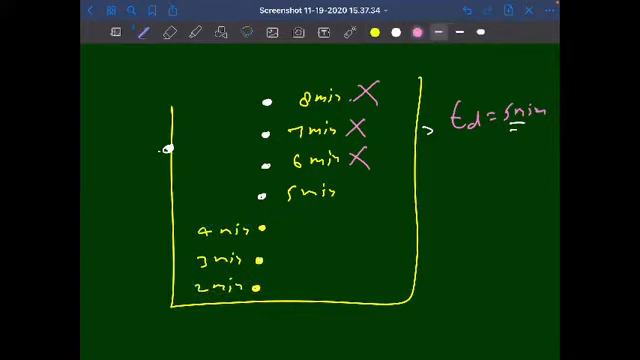 Screenshot 11-19-2020 15.37.34
8 min X
7 min X
6 min X
5 min
4 min
3 min
2 min
td = 5 min